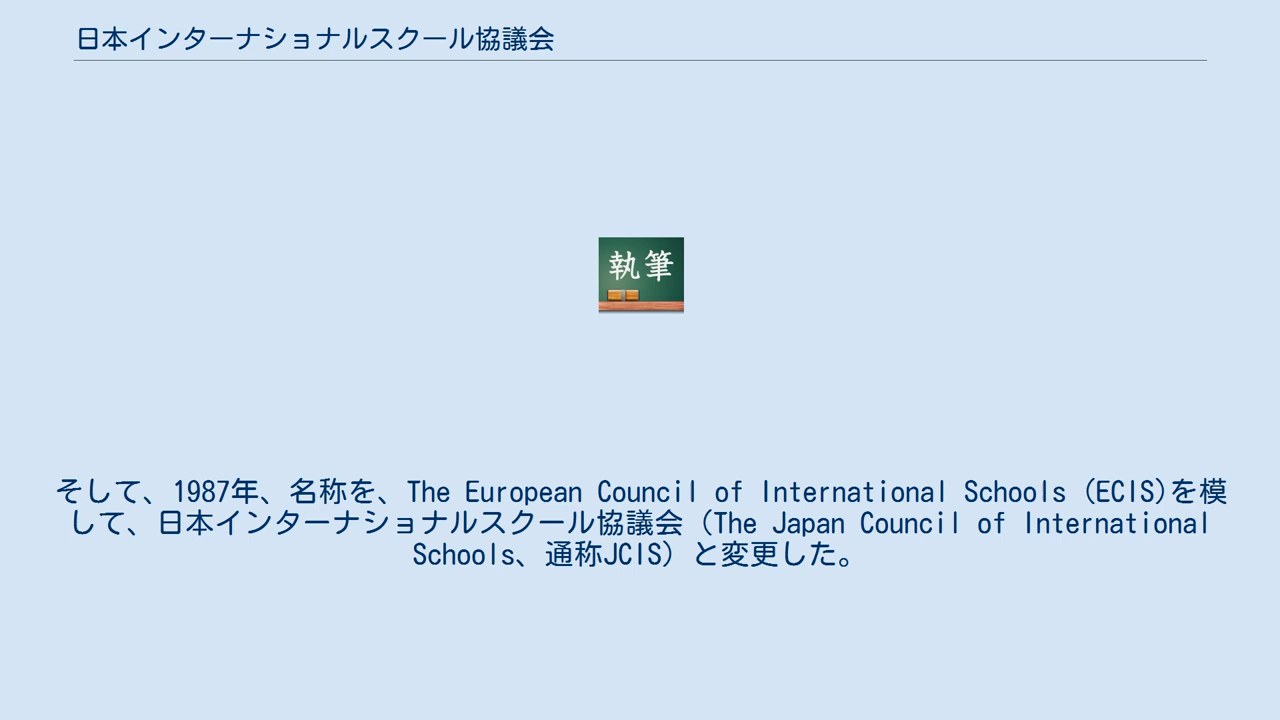 日本インターナショナルスクール協議会
執筆
そして、1987年、名称を、The European Council of International Schools (ECIS)を模
して、日本インターナショナルスクール協議会（The Japan Council of International
Schools、通称JCIS）と変更した。